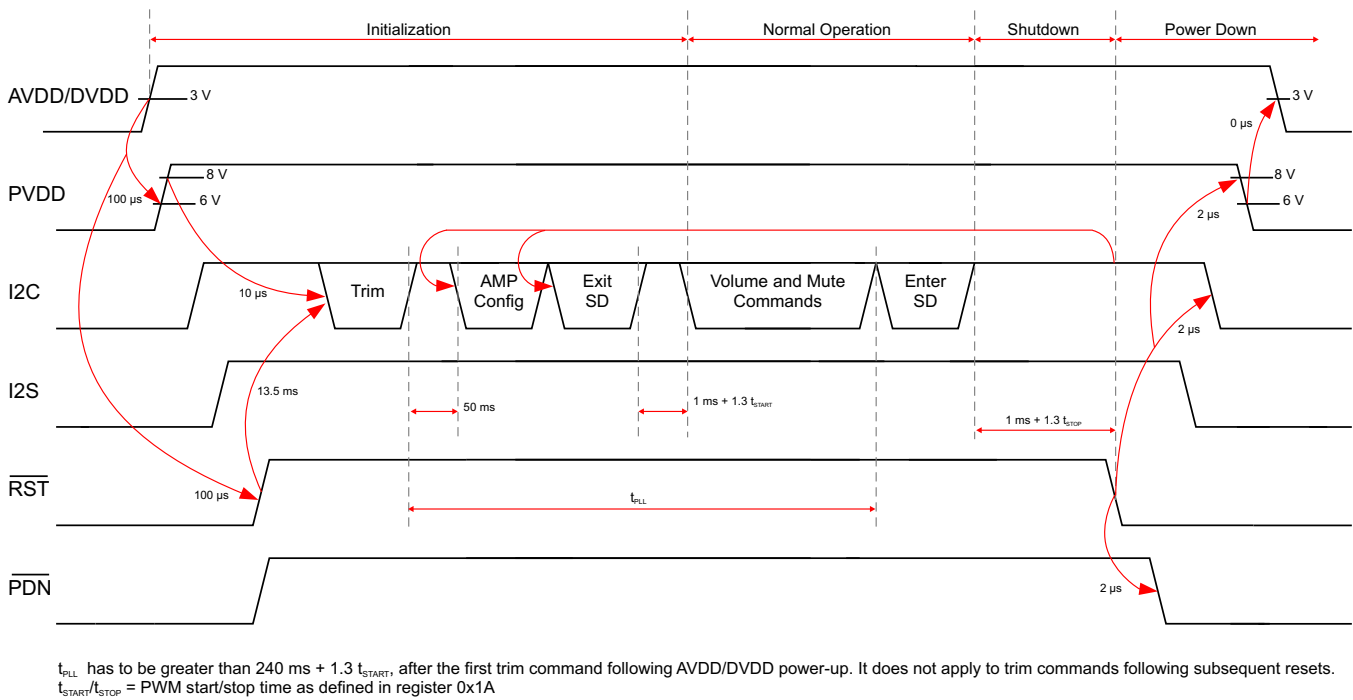 Initialization
Normal Operation
Shutdown
Power Down
AVDD/DVDD
3 V
3 V
0 µs
PVDD
8 V
100 µs
6 V
8 V
2 µs
6 V
I2C
10 µs
Trim
AMP
Config
Exit
SD
Volume and Mute
Commands
Enter
SD
2 µs
I2S
13.5 ms
50 ms
1 ms + 1.3 tSTART
1 ms + 1.3 tSTOP
RST
100 µs
tPLL
PDN
2 µs
tPLL has to be greater than 240 ms + 1.3 tSTART, after the first trim command following AVDD/DVDD power-up. It does not apply to trim commands following subsequent resets.
tSTART/tSTOP = PWM start/stop time as defined in register 0x1A